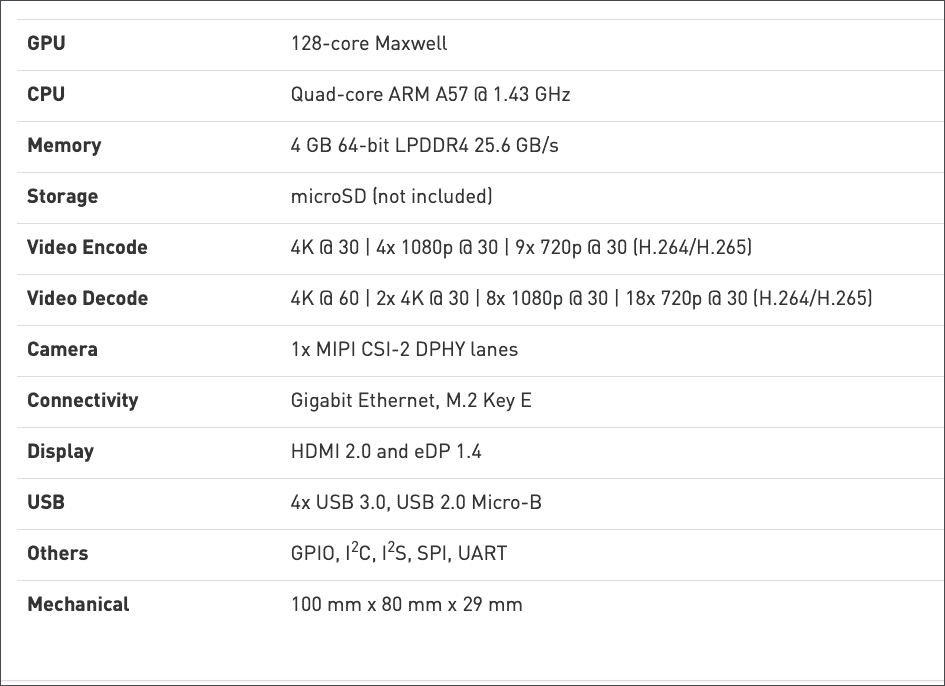 GPU 128-core Maxwell
CPU Quad-core ARM A57 @ 1.43 GHz
Memory 4 GB 64-bit LPDDR4 25.6 GB/s
Storage microSD (not included)
Video Encode 4K @ 30 | 4x 1080p @ 30 | 9x 720p @ 30 (H.264/H.265)
Video Decode 4K @ 60 | 2x 4K @ 30 | 8x 1080p @ 30 | 18x 720p @ 30 (H.264/H.265)
Camera 1x MIPI CSI-2 DPHY lanes
Connectivity Gigabit Ethernet, M.2 Key E
Display HDMI 2.0 and eDP 1.4
USB 4x USB 3.0, USB 2.0 Micro-B
Others GPIO, I²C, I²S, SPI, UART
Mechanical 100 mm x 80 mm x 29 mm